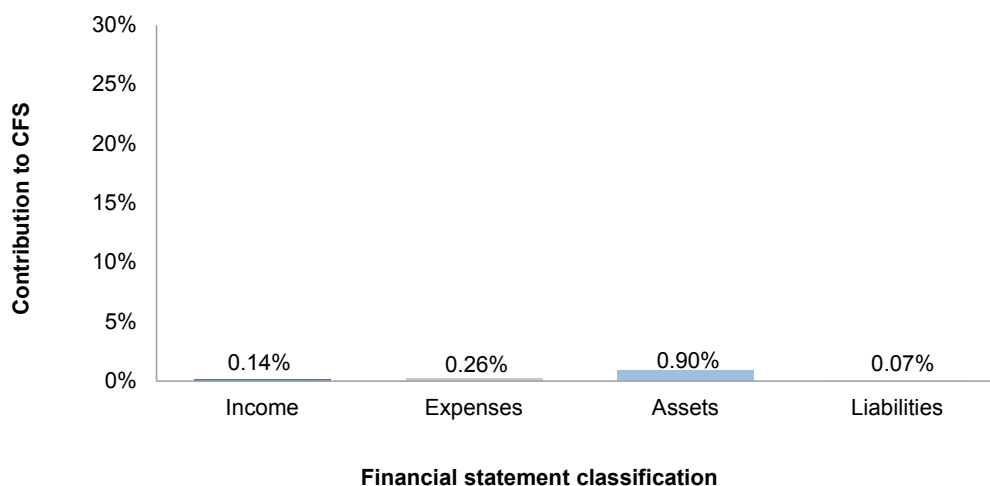 Contribution to CFS
30%
25%
20%
15%
10%
5%
0%
0.14%
0.26%
0.90%
0.07%
Income
Expenses
Assets
Liabilities
Financial statement classification